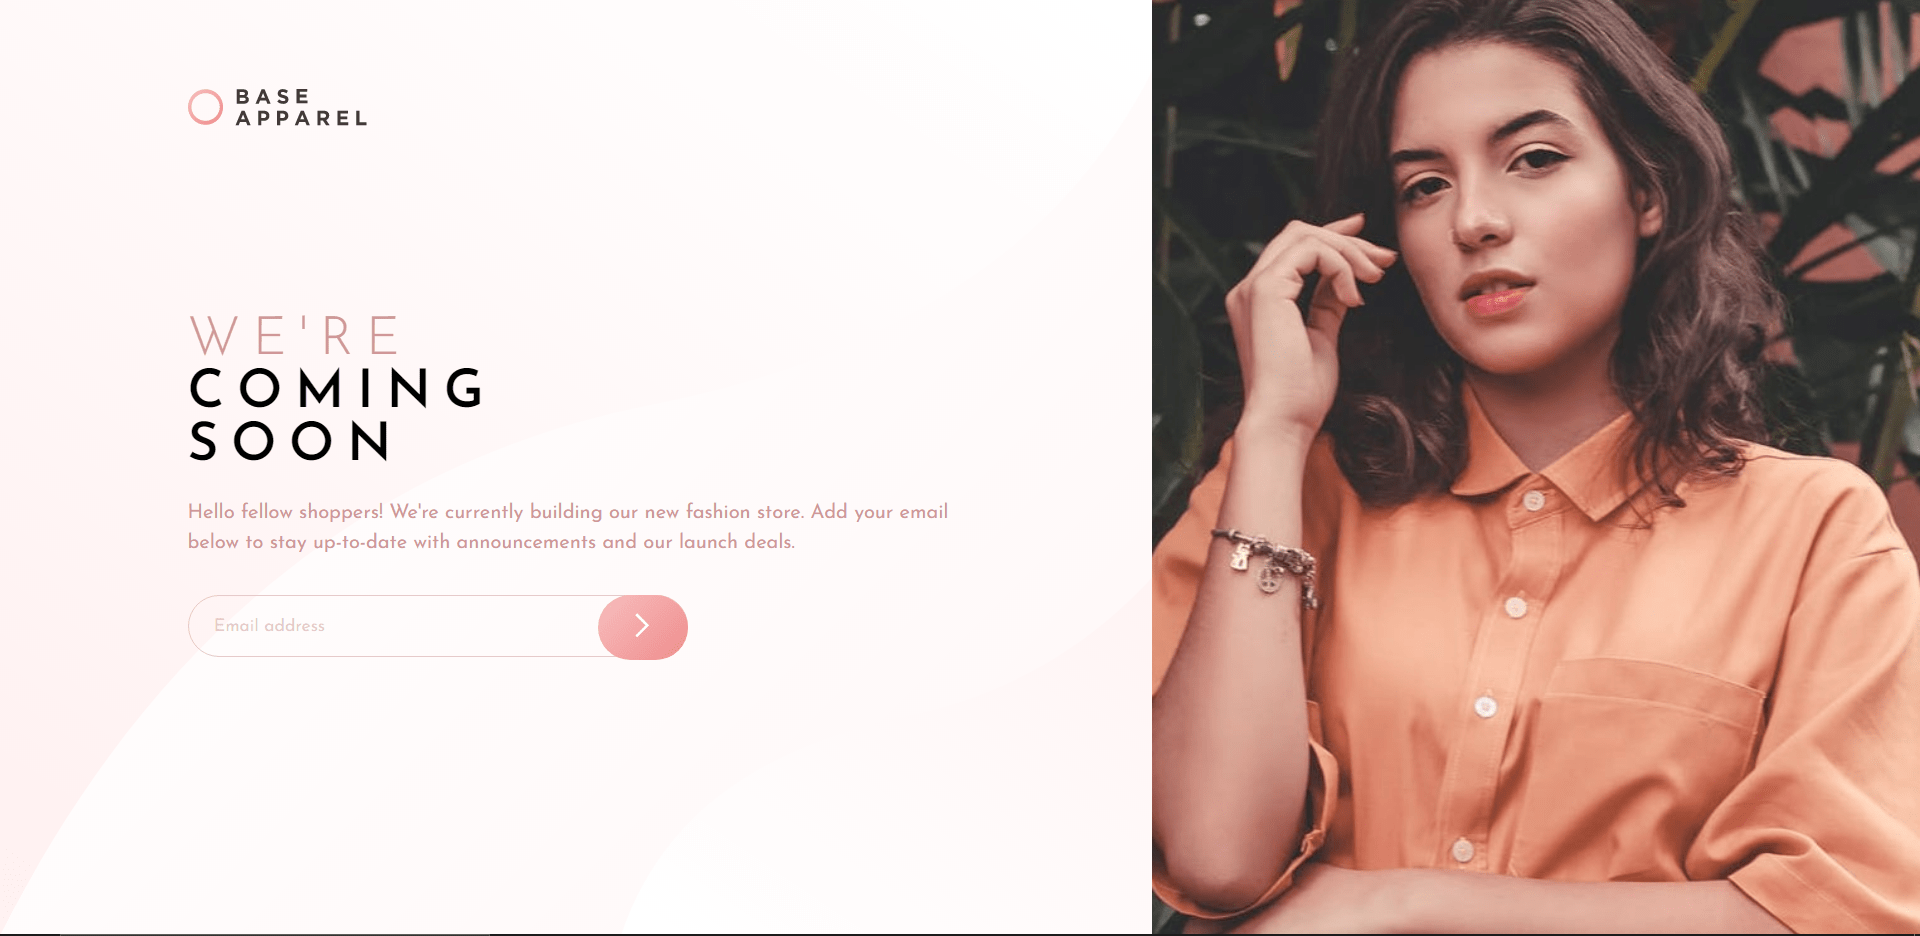 BASE
APPAREL
WE'RE
COMING
SOON
Hello fellow shoppers! We're currently building our new fashion store. Add your email
below to stay up-to-date with announcements and our launch deals.
Email address